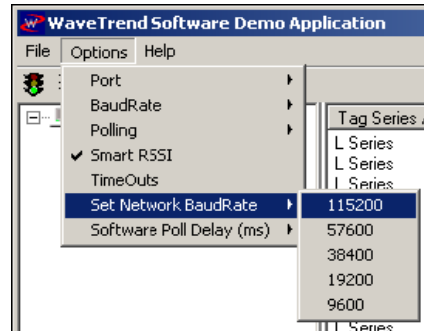 WaveTrend Software Demo Application
File Options Help
Port
BaudRate
Polling
Smart RSSI
TimeOuts
Set Network BaudRate
Software Poll Delay (ms)
Tag Series
L Series
L Series
L Series
115200
57600
38400
19200
9600
L Series